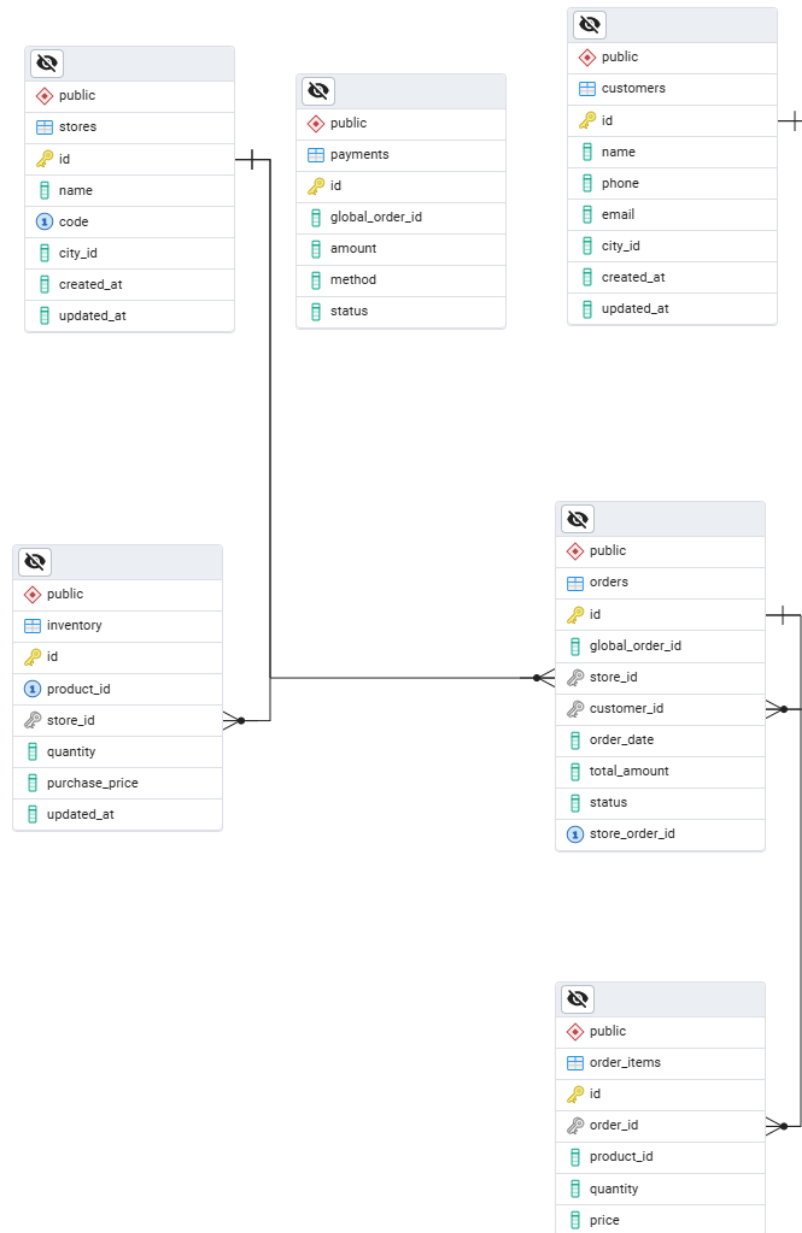 public
stores
id
name
code
city_id
created_at
updated_at
public
payments
id
global_order_id
amount
method
status
public
customers
id
name
phone
email
city_id
created_at
updated_at
public
inventory
id
product_id
store_id
quantity
purchase_price
updated_at
public
orders
id
global_order_id
store_id
customer_id
order_date
total_amount
status
store_order_id
public
order_items
id
order_id
product_id
quantity
price